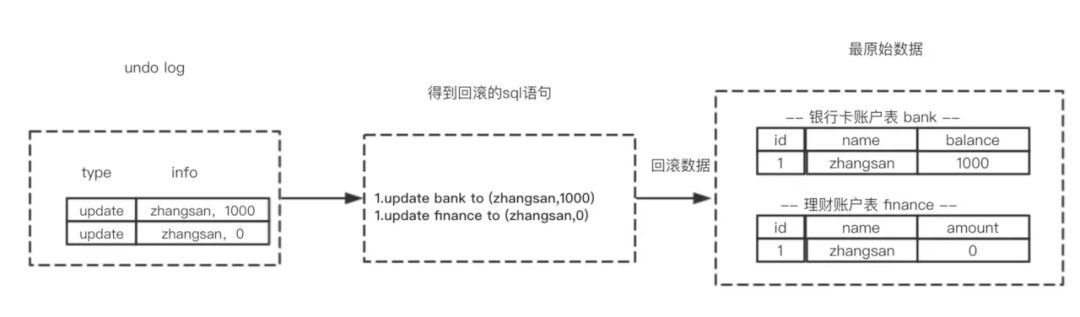 undo log
type info
update zhangsan, 1000
update zhangsan, 0
得到回滚的sql语句
1.update bank to (zhangsan,1000)
1.update finance to (zhangsan,0)
回滚数据
最原始数据
-- 银行卡账户表 bank --
id name balance
1 zhangsan 1000
-- 理财账户表 finance --
id name amount
1 zhangsan 0